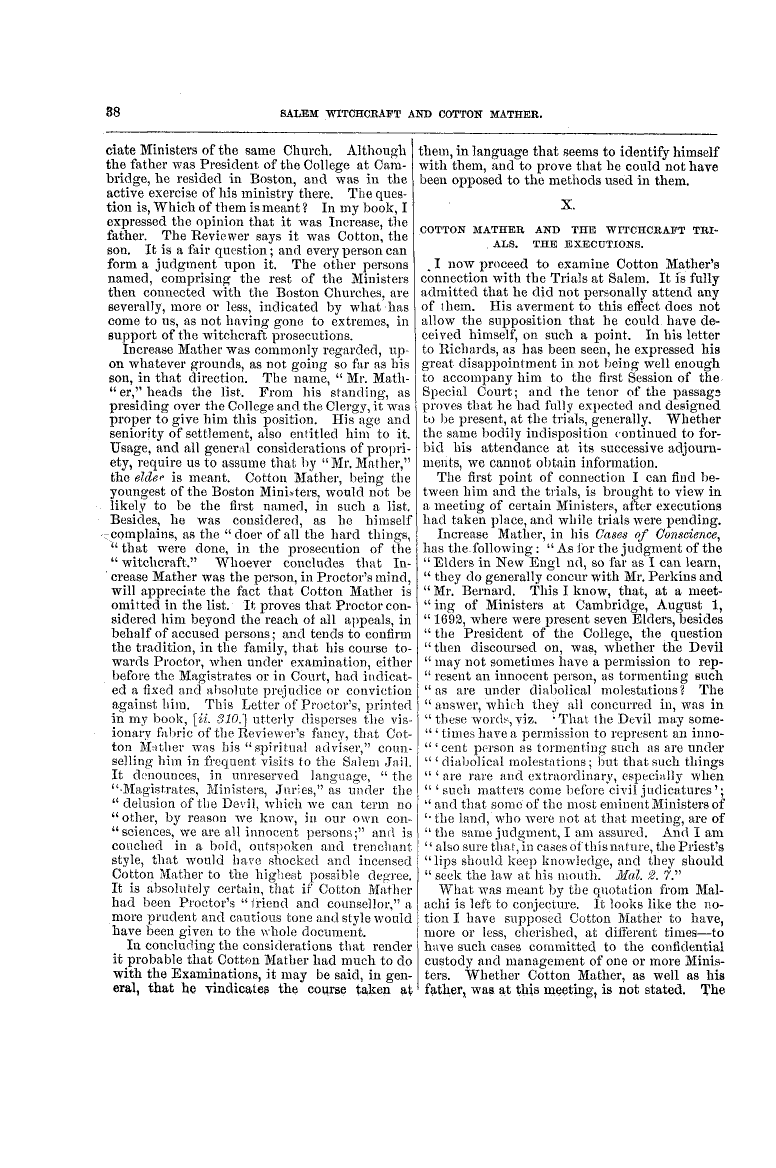 38
SALEM WITCHCRAFT AND COTTON MATHER.
ciate Ministers of the same Church. Although
the father was President of the College at Cam-
bridge, he resided in Boston, and was in the
active exercise of his ministry there. The ques-
tion is, Which of them is meant? In my book, I
expressed the opinion that it was Increase, the
father. The Reviewer says it was Cotton, the
son. It is a fair question; and every person can
form a judgment upon it. The other persons
named, comprising the rest of the Ministers
then connected with the Boston Churches, are
severally, more or less, indicated by what has
come to us, as not having gone to extremes, in
support of the witchcraft prosecutions.
Increase Mather was commonly regarded, up-
on whatever grounds, as not going so far as his
son, in that direction. The name, "Mr. Math-
"er," heads the list. From his standing, as
presiding over the College and the Clergy, it was
proper to give him this position. His age and
seniority of settlement, also entitled him to it.
Usage, and all general considerations of propri-
ety, require us to assume that by "Mr. Mather,"
the elder is meant. Cotton Mather, being the
youngest of the Boston Ministers, would not be
likely to be the first named, in such a list.
Besides, he was considered, as he himself
complains, as the "doer of all the hard things,
"that were done, in the prosecution of the
"witchcraft." Whoever concludes that In-
crease Mather was the person, in Proctor's mind,
will appreciate the fact that Cotton Mather is
omitted in the list. It proves that Proctor con-
sidered him beyond the reach of all appeals, in
behalf of accused persons; and tends to confirm
the tradition, in the family, that his course to-
wards Proctor, when under examination, either
before the Magistrates or in Court, had indicat-
ed a fixed and absolute prejudice or conviction
against him. This Letter of Proctor's, printed
in my book, [ii. 310.] utterly disperses the vis-
ionary fabric of the Reviewer's fancy, that Cot-
ton Mather was his "spiritual adviser," coun-
selling him in frequent visits to the Salem Jail.
It denounces, in unreserved language, "the
"Magistrates, Ministers, Juries," as under the
"delusion of the Devil, which we can term no
"other, by reason we know, in our own con-
"sciences, we are all innocent persons;" and is
couched in a bold, outspoken and trenchant
style, that would have shocked and incensed
Cotton Mather to the highest possible degree.
It is absolutely certain, that if Cotton Mather
had been Proctor's "friend and counsellor," a
more prudent and cautious tone and style would
have been given to the whole document.
In concluding the considerations that render
it probable that Cotton Mather had much to do
with the Examinations, it may be said, in gen-
eral, that he vindicates the course taken at
them, in language that seems to identify himself
with them, and to prove that he could not have
been opposed to the methods used in them.
X.
COTTON MATHER AND THE WITCHCRAFT TRI-
ALS. THE EXECUTIONS.
I now proceed to examine Cotton Mather's
connection with the Trials at Salem. It is fully
admitted that he did not personally attend any
of them. His averment to this effect does not
allow the supposition that he could have de-
ceived himself, on such a point. In his letter
to Richards, as has been seen, he expressed his
great disappointment in not being well enough
to accompany him to the first Session of the
Special Court; and the tenor of the passage
proves that he had fully expected and designed
to be present, at the trials, generally. Whether
the same bodily indisposition continued to for-
bid his attendance at its successive adjourn-
ments, we cannot obtain information.
The first point of connection I can find be-
tween him and the trials, is brought to view in
a meeting of certain Ministers, after executions
had taken place, and while trials were pending.
Increase Mather, in his Cases of Conscience,
has the following: "As for the judgment of the
"Elders in New Engl nd, so far as I can learn,
"they do generally concur with Mr. Perkins and
"Mr. Bernard. This I know, that, at a meet-
"ing of Ministers at Cambridge, August 1,
"1692, where were present seven Elders, besides
"the President of the College, the question
"then discoursed on, was, whether the Devil
"may not sometimes have a permission to rep-
"resent an innocent person, as tormenting such
"as are under diabolical molestations? The
"answer, which they all concurred in, was in
"these words, viz. 'That the Devil may some-
"'times have a permission to represent an inno-
"'cent person as tormenting such as are under
"'diabolical molestations; but that such things
"'are rare and extraordinary, especially when
"'such matters come before civil judicatures';
"and that some of the most eminent Ministers of
"the land, who were not at that meeting, are of
"the same judgment, I am assured. And I am
"also sure that, in cases of this nature, the Priest's
"lips should keep knowledge, and they should
"seek the law at his mouth. Mal. 2. 7."
What was meant by the quotation from Mal-
achi is left to conjecture. It looks like the no-
tion I have supposed Cotton Mather to have,
more or less, cherished, at different times—to
have such cases committed to the confidential
custody and management of one or more Minis-
ters. Whether Cotton Mather, as well as his
father, was at this meeting, is not stated. The